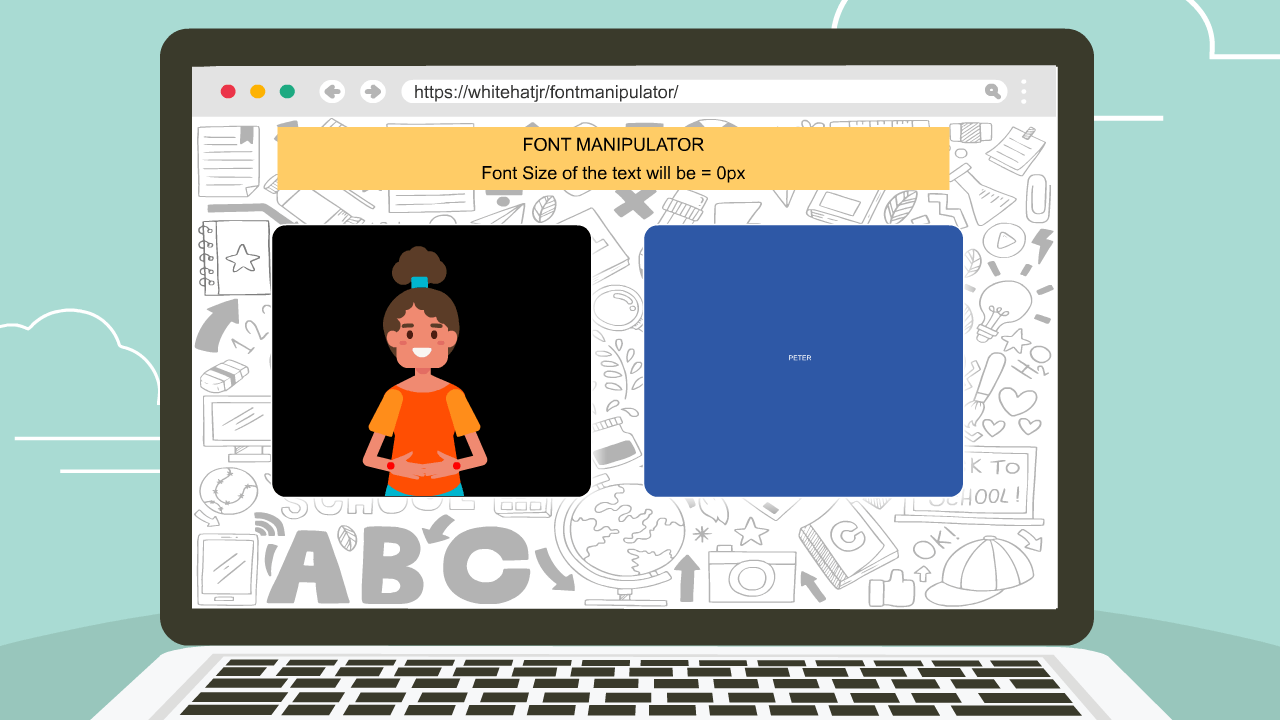 https://whitehatjr/fontmanipulator/
FONT MANIPULATOR
Font Size of the text will be = 0px
PETER
K TO
SCHOOL!
SCHOOL
ABC
C
OK!